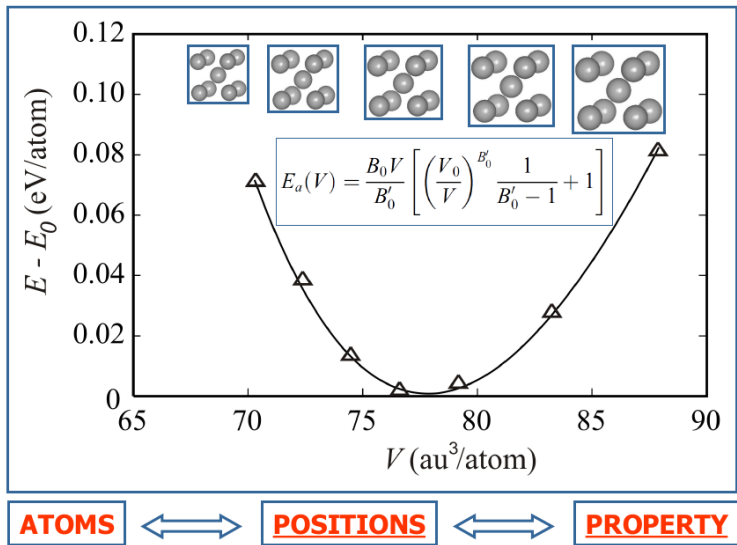 0.12
0.10
0.08
0.06
0.04
0.02
0
E - E₀ (eV/atom)
Eₐ(V) = B₀V/B′₀ [ (V₀/V)^B′₀ 1/(B′₀ − 1) + 1 ]
65 70 75 80 85 90
V (au³/atom)
ATOMS POSITIONS PROPERTY